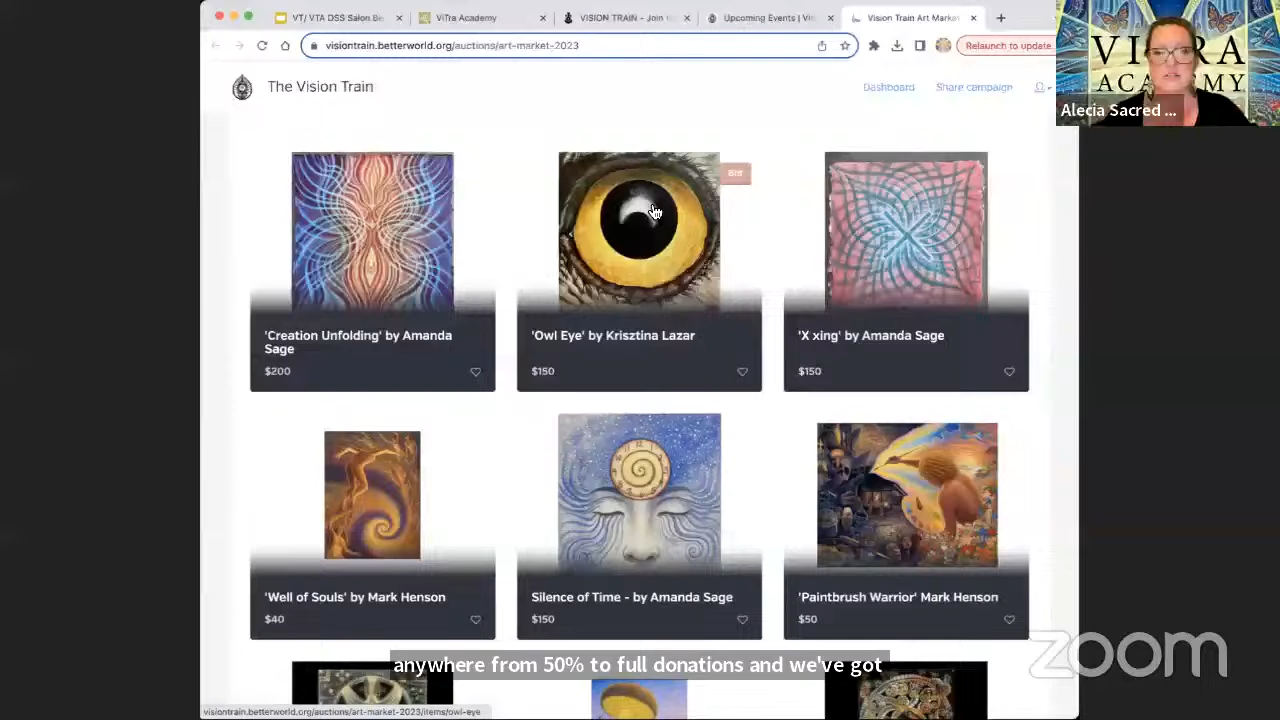 VT/ VTA DSS Salon Be
ViTra Academy
VISION TRAIN - Join
Upcoming Events | Vi
Vision Train Art Marke
visiontrain.betterworld.org/auctions/art-market-2023
Relaunch to update
The Vision Train
Dashboard
Share campaign
VITRA
ACADEMY
Alecia Sacred ...
Bid
'Creation Unfolding' by Amanda
Sage
$200
'Owl Eye' by Krisztina Lazar
$150
'X xing' by Amanda Sage
$150
'Well of Souls' by Mark Henson
$40
Silence of Time - by Amanda Sage
$150
'Paintbrush Warrior' Mark Henson
$50
anywhere from 50% to full donations and we've got
zoom
visiontrain.betterworld.org/auctions/art-market-2023/items/owl-eye